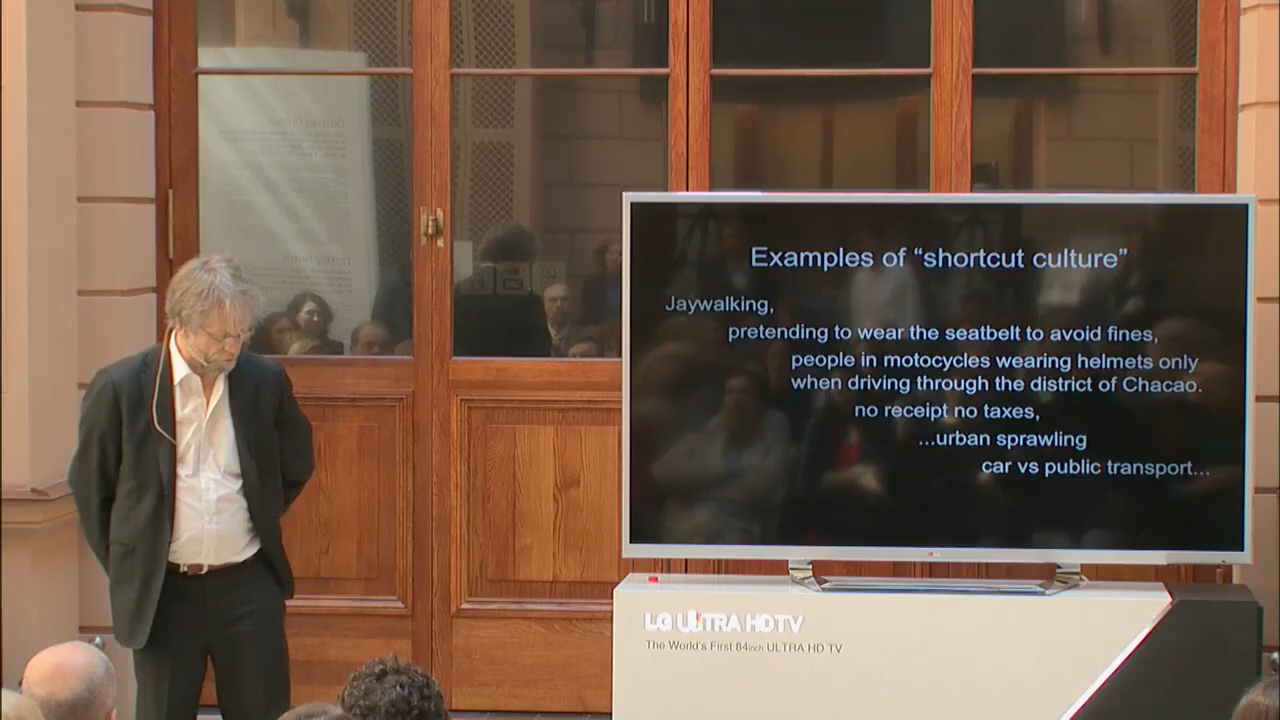 Examples of “shortcut culture”
Jaywalking,
pretending to wear the seatbelt to avoid fines,
people in motocycles wearing helmets only
when driving through the district of Chacao.
no receipt no taxes,
...urban sprawling
car vs public transport...
LG ULTRA HDTV
The World's First 84inch ULTRA HD TV